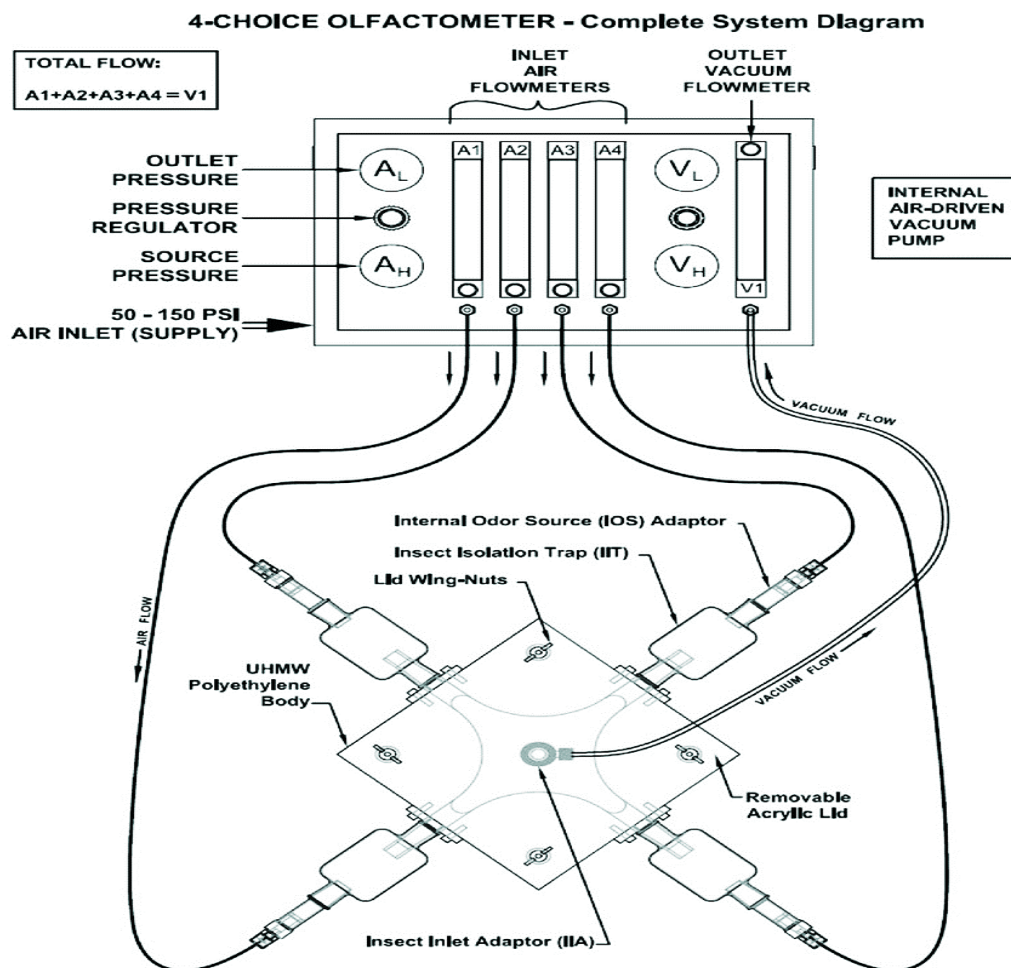 4-CHOICE OLFACTOMETER - Complete System Diagram
TOTAL FLOW:
A1+A2+A3+A4 = V1
INLET
AIR
FLOWMETERS
OUTLET
VACUUM
FLOWMETER
OUTLET
PRESSURE
PRESSURE
REGULATOR
SOURCE
PRESSURE
50 - 150 PSI
AIR INLET (SUPPLY)
AL
AH
A1
A2
A3
A4
VL
VH
V1
INTERNAL
AIR-DRIVEN
VACUUM
PUMP
VACUUM FLOW
Internal Odor Source (IOS) Adaptor
Insect Isolation Trap (IIT)
Lid Wing-Nuts
AIR FLOW
UHMW
Polyethylene
Body
VACUUM FLOW
Removable
Acrylic Lid
Insect Inlet Adaptor (IIA)